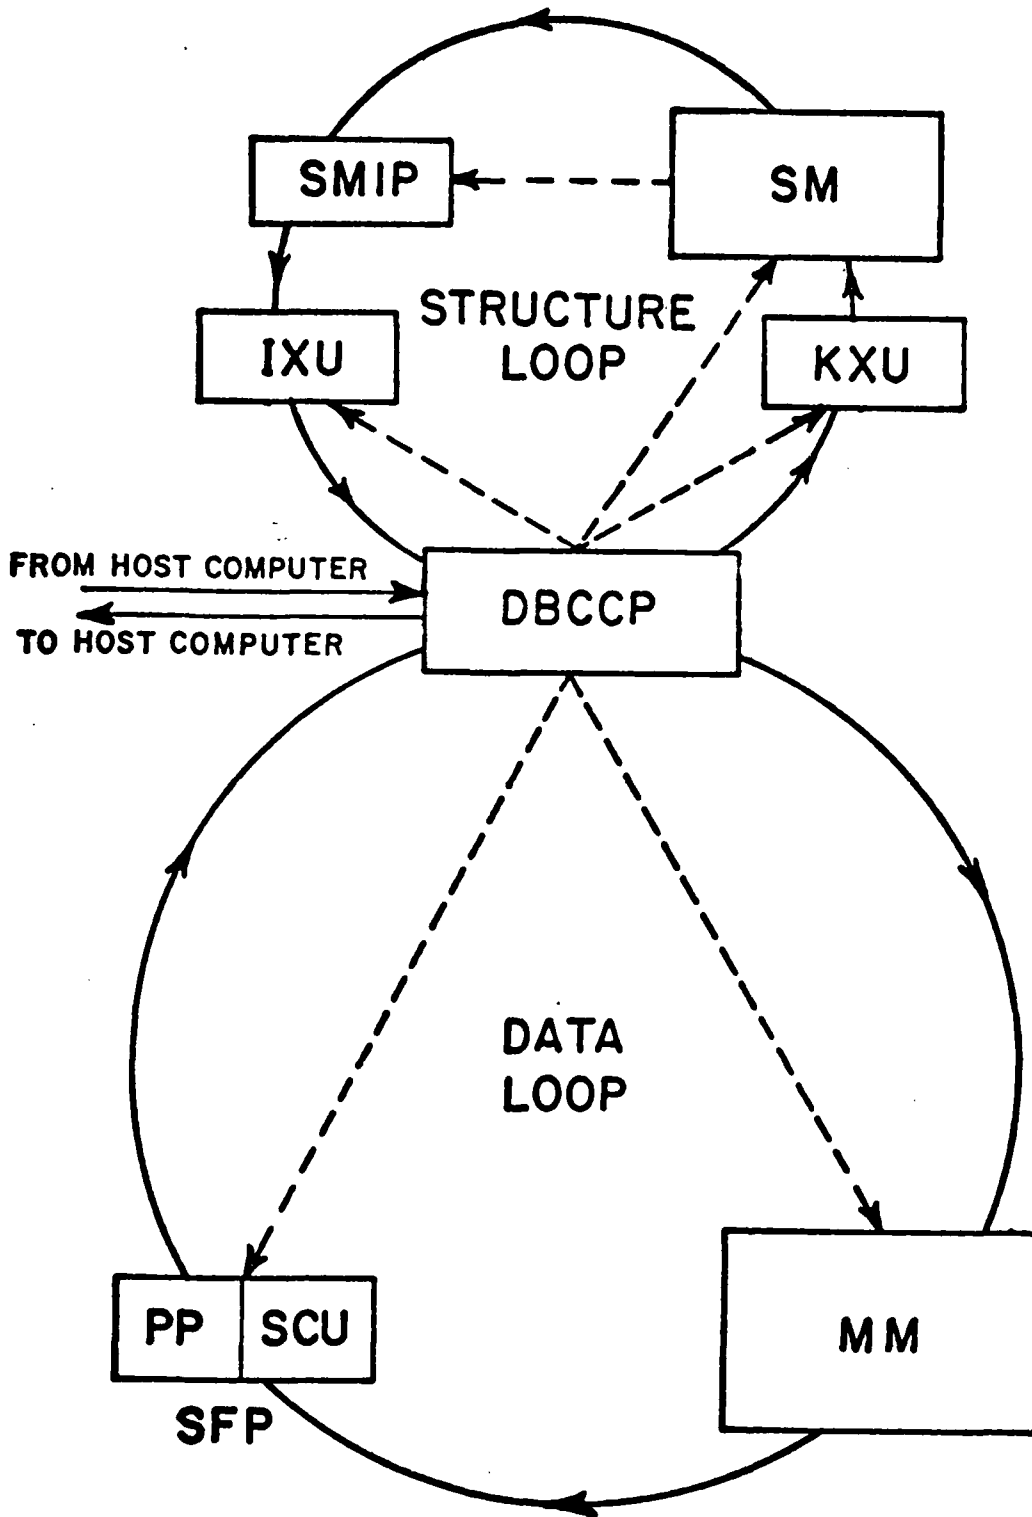 SMIP
SM
STRUCTURE
LOOP
IXU
KXU
FROM HOST COMPUTER
DBCCP
TO HOST COMPUTER
DATA
LOOP
PP
SCU
MM
SFP